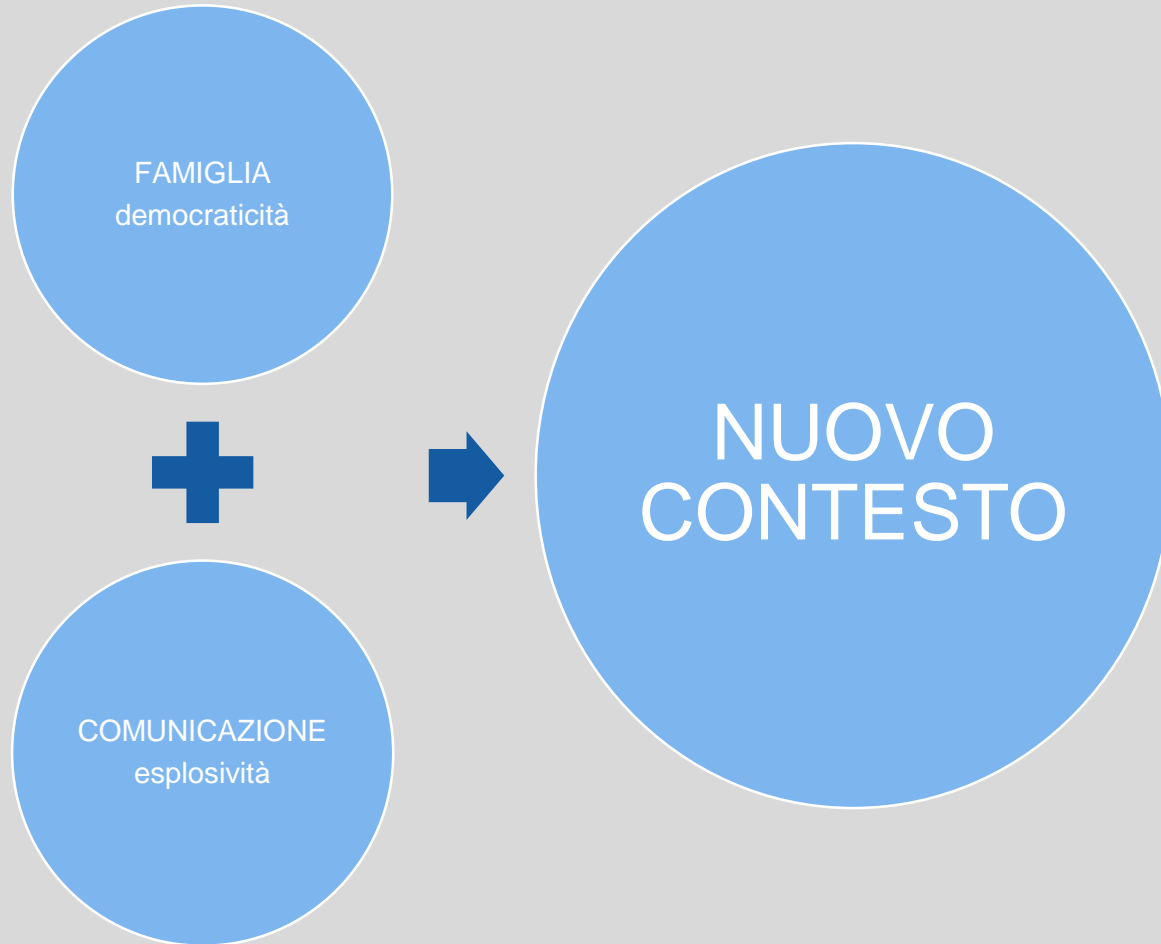 FAMIGLIA
democraticità
COMUNICAZIONE
esplosività
NUOVO
CONTESTO